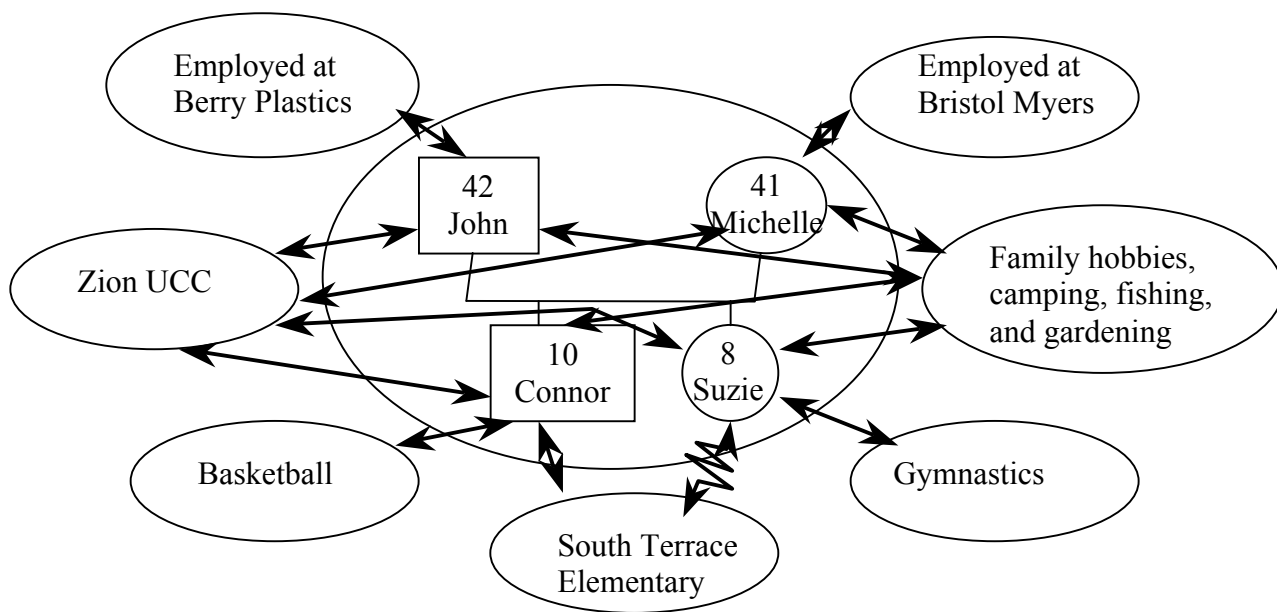 Employed at
Berry Plastics
Employed at
Bristol Myers
42
John
41
Michelle
Zion UCC
Family hobbies,
camping, fishing,
and gardening
10
Connor
8
Suzie
Basketball
Gymnastics
South Terrace
Elementary